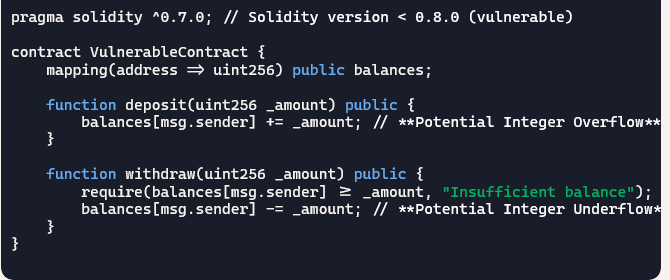 pragma solidity ^0.7.0; // Solidity version < 0.8.0 (vulnerable)
contract VulnerableContract {
mapping(address => uint256) public balances;
function deposit(uint256 _amount) public {
balances[msg.sender] += _amount; // **Potential Integer Overflow**
}
function withdraw(uint256 _amount) public {
require(balances[msg.sender] >= _amount, "Insufficient balance");
balances[msg.sender] -= _amount; // **Potential Integer Underflow*
}
}